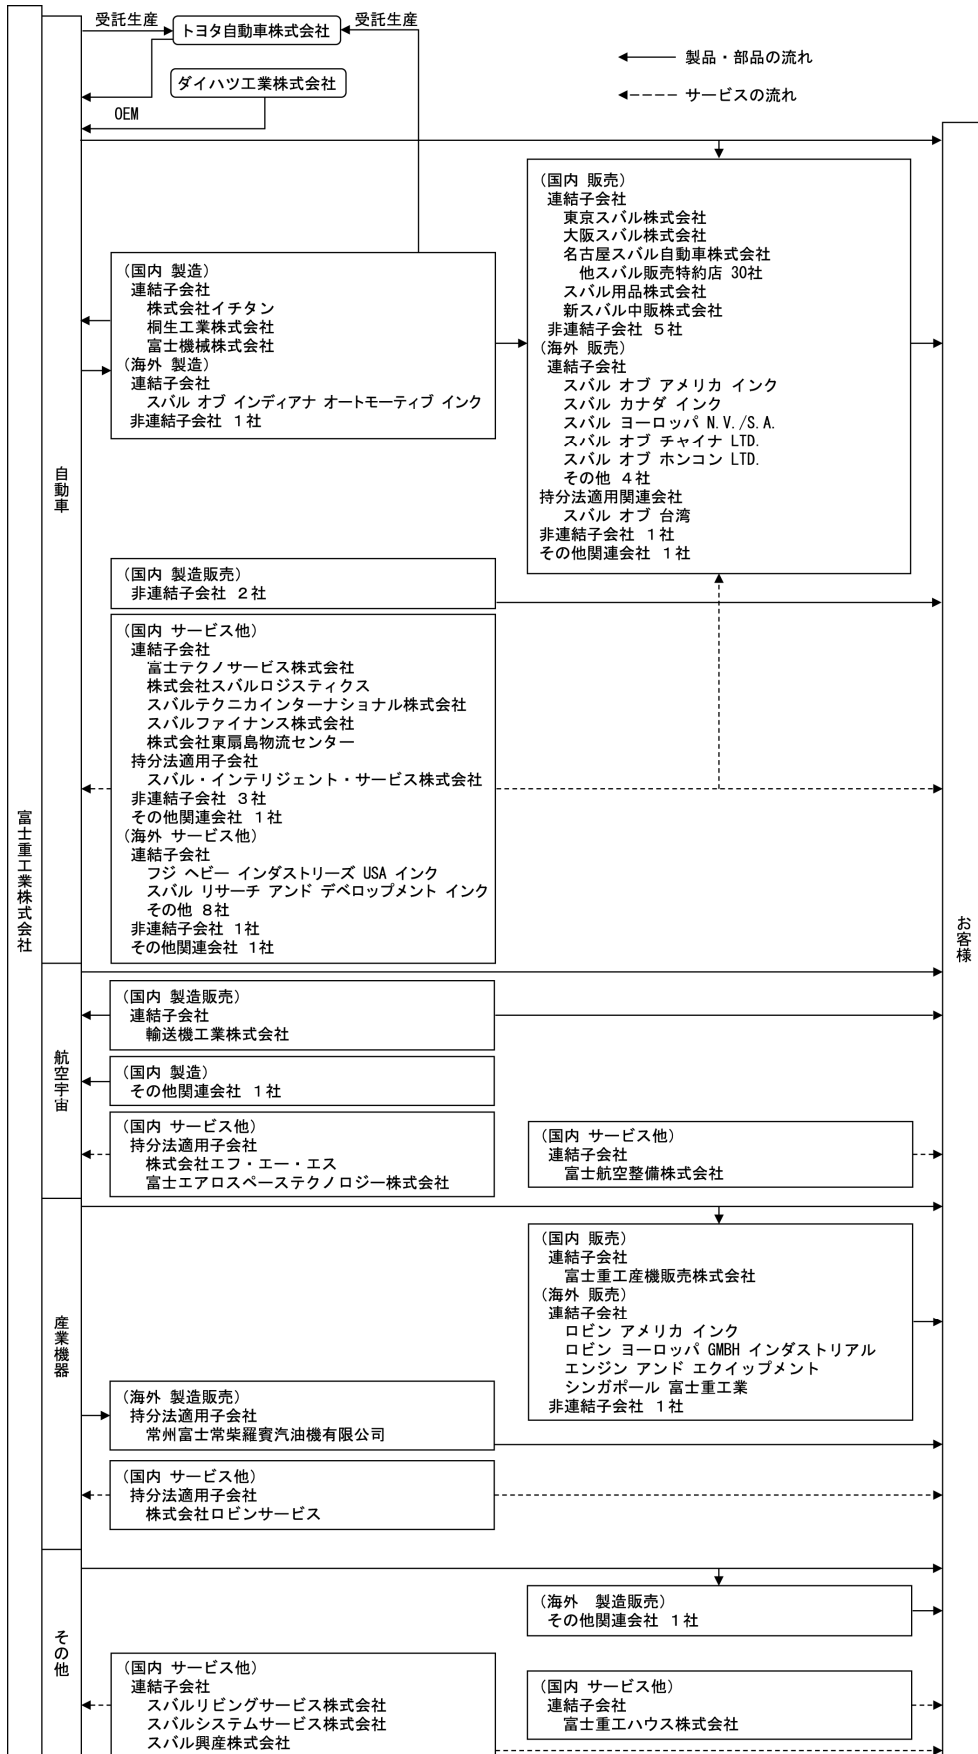 受託生産
トヨタ自動車株式会社
受託生産
ダイハツ工業株式会社
OEM
製品・部品の流れ
サービスの流れ
富士重工業株式会社
お客様
自動車
(国内 製造)
連結子会社
株式会社イチタン
桐生工業株式会社
富士機械株式会社
(海外 製造)
連結子会社
スバル オブ インディアナ オートモーティブ インク
非連結子会社 1社
(国内 販売)
連結子会社
東京スバル株式会社
大阪スバル株式会社
名古屋スバル自動車株式会社
他スバル販売特約店 30社
スバル用品株式会社
新スバル中販株式会社
非連結子会社 5社
(海外 販売)
連結子会社
スバル オブ アメリカ インク
スバル カナダ インク
スバル ヨーロッパ N.V./S.A.
スバル オブ チャイナ LTD.
スバル オブ ホンコン LTD.
その他 4社
持分法適用関連会社
スバル オブ 台湾
非連結子会社 1社
その他関連会社 1社
(国内 製造販売)
非連結子会社 2社
(国内 サービス他)
連結子会社
富士テクノサービス株式会社
株式会社スバルロジスティクス
スバルテクニカインターナショナル株式会社
スバルファイナンス株式会社
株式会社東扇島物流センター
持分法適用子会社
スバル・インテリジェント・サービス株式会社
非連結子会社 3社
その他関連会社 1社
(海外 サービス他)
連結子会社
フジ ヘビー インダストリーズ USA インク
スバル リサーチ アンド デベロップメント インク
その他 8社
非連結子会社 1社
その他関連会社 1社
航空宇宙
(国内 製造販売)
連結子会社
輸送機工業株式会社
(国内 製造)
その他関連会社 1社
(国内 サービス他)
持分法適用子会社
株式会社エフ・エー・エス
富士エアロスペーステクノロジー株式会社
(国内 サービス他)
連結子会社
富士航空整備株式会社
産業機器
(国内 販売)
連結子会社
富士重工産機販売株式会社
(海外 販売)
連結子会社
ロビン アメリカ インク
ロビン ヨーロッパ GMBH インダストリアル
エンジン アンド エクイップメント
シンガポール 富士重工業
非連結子会社 1社
(海外 製造販売)
持分法適用子会社
常州富士常柴羅賓汽油機有限公司
(国内 サービス他)
持分法適用子会社
株式会社ロビンサービス
その他
(海外 製造販売)
その他関連会社 1社
(国内 サービス他)
連結子会社
スバルリビングサービス株式会社
スバルシステムサービス株式会社
スバル興産株式会社
(国内 サービス他)
連結子会社
富士重工ハウス株式会社